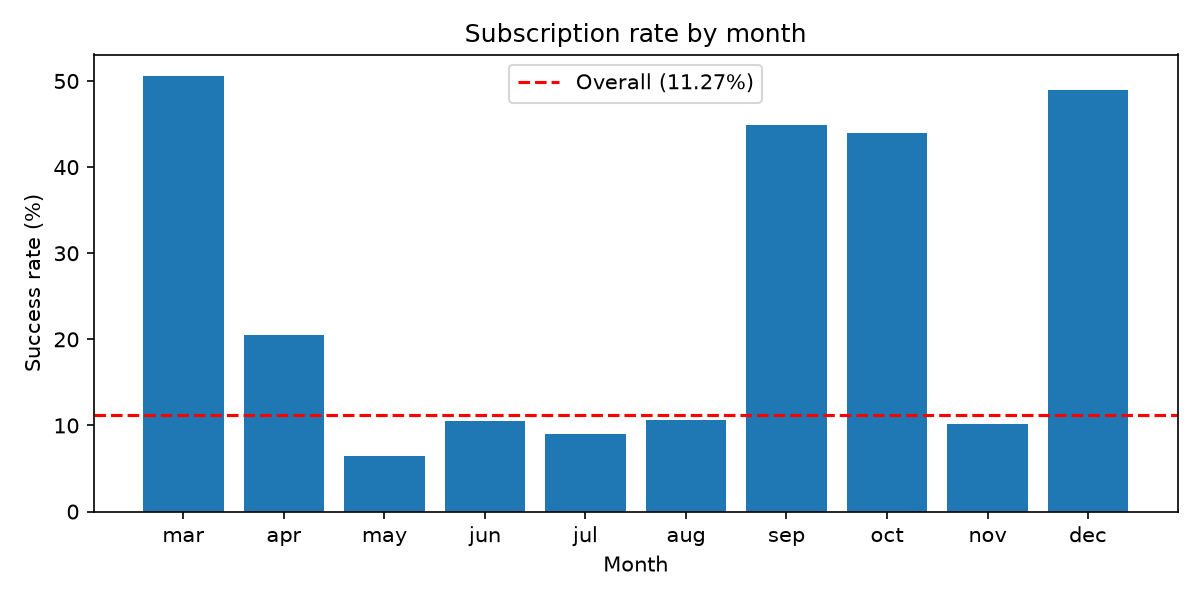 Subscription rate by month
Overall (11.27%)
Success rate (%)
50
40
30
20
10
0
mar apr may jun jul aug sep oct nov dec
Month